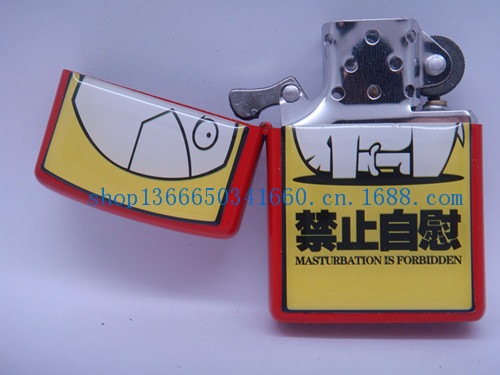 shop1366650341660.cn.1688.com
禁止自慰
MASTURBATION IS FORBIDDEN